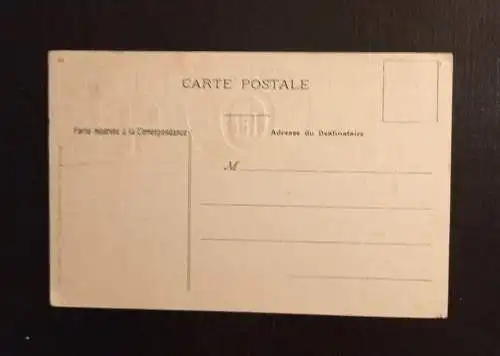 CARTE POSTALE
Partie réservée à la Correspondance
Adresse du Destinataire
M